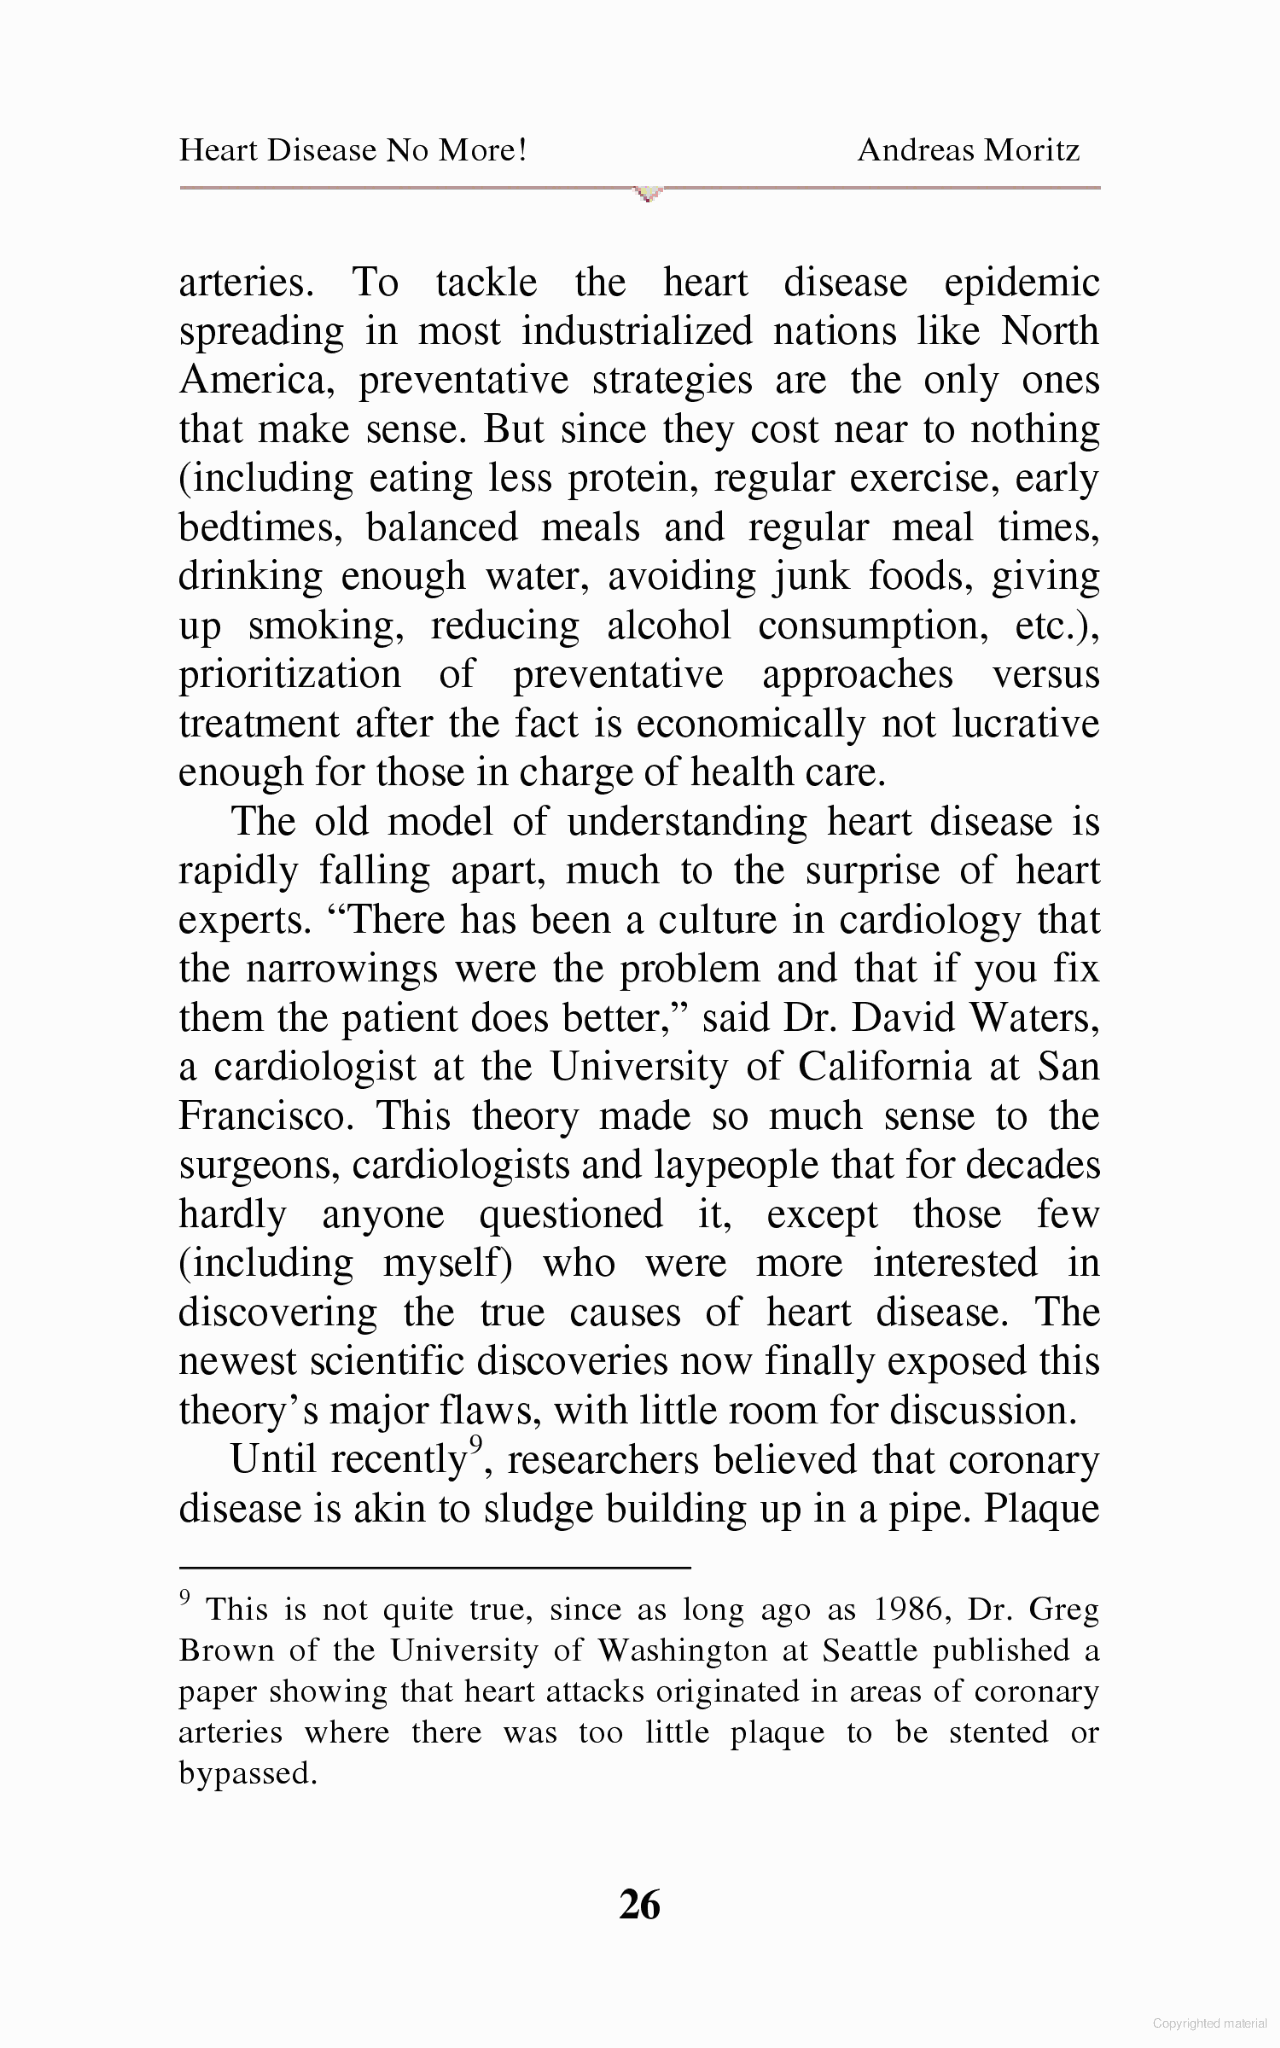 Heart Disease No More! Andreas Moritz
arteries. To tackle the heart disease epidemic
spreading in most industrialized nations like North
America, preventative strategies are the only ones
that make sense. But since they cost near to nothing
(including eating less protein, regular exercise, early
bedtimes, balanced meals and regular meal times,
drinking enough water, avoiding junk foods, giving
up smoking, reducing alcohol consumption, etc.),
prioritization of preventative approaches versus
treatment after the fact is economically not lucrative
enough for those in charge of health care.
The old model of understanding heart disease is
rapidly falling apart, much to the surprise of heart
experts. “There has been a culture in cardiology that
the narrowings were the problem and that if you fix
them the patient does better,” said Dr. David Waters,
a cardiologist at the University of California at San
Francisco. This theory made so much sense to the
surgeons, cardiologists and laypeople that for decades
hardly anyone questioned it, except those few
(including myself) who were more interested in
discovering the true causes of heart disease. The
newest scientific discoveries now finally exposed this
theory’s major flaws, with little room for discussion.
Until recently⁹, researchers believed that coronary
disease is akin to sludge building up in a pipe. Plaque
⁹ This is not quite true, since as long ago as 1986, Dr. Greg
Brown of the University of Washington at Seattle published a
paper showing that heart attacks originated in areas of coronary
arteries where there was too little plaque to be stented or
bypassed.
26
Copyrighted material